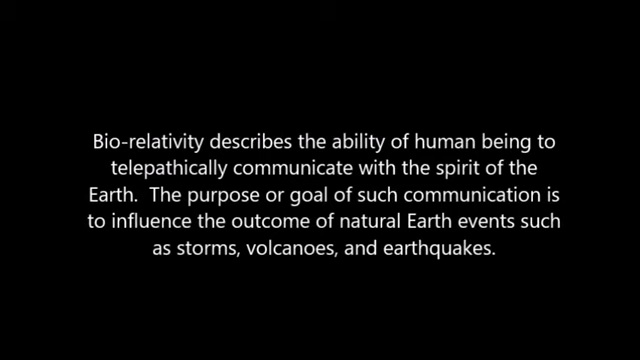 Bio-relativity describes the ability of human being to
telepathically communicate with the spirit of the
Earth.  The purpose or goal of such communication is
to influence the outcome of natural Earth events such
as storms, volcanoes, and earthquakes.